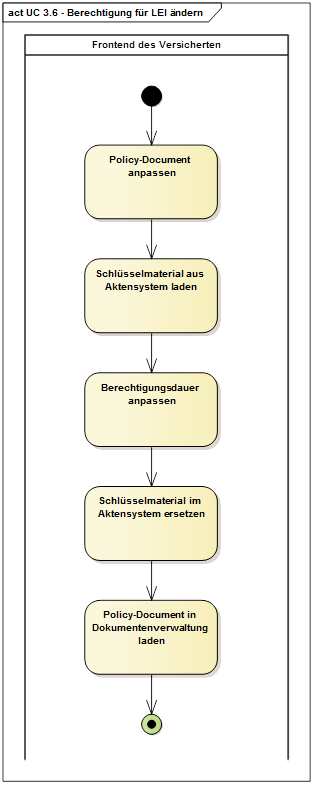 act UC 3.6 - Berechtigung für LEI ändern
Frontend des Versicherten
Policy-Document
anpassen
Schlüsselmaterial aus
Aktensystem laden
Berechtigungsdauer
anpassen
Schlüsselmaterial im
Aktensystem ersetzen
Policy-Document in
Dokumentenverwaltung
laden